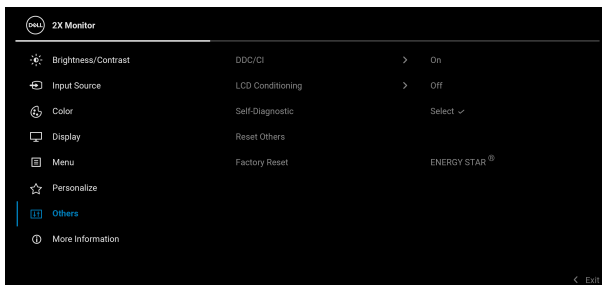 DELL 2X Monitor
Brightness/Contrast DDC/CI > On
Input Source LCD Conditioning > Off
Color Self-Diagnostic Select ✓
Display Reset Others
Menu Factory Reset ENERGY STAR ®
Personalize
Others
More Information
< Exit